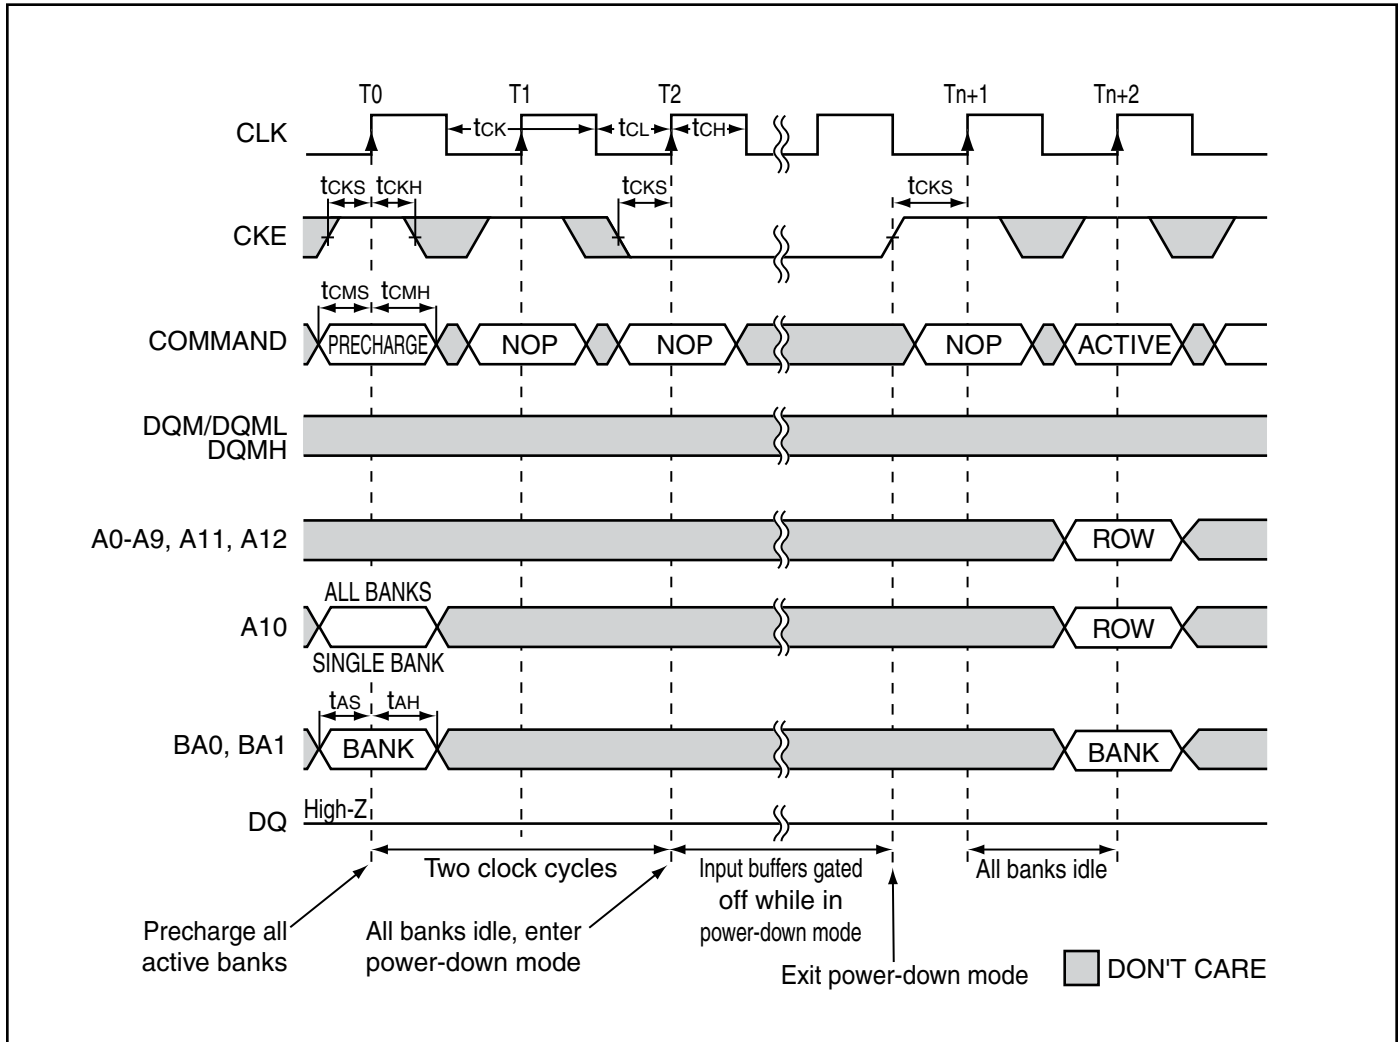 T0 T1 T2 Tn+1 Tn+2
CLK tCK tCL tCH
tCKS tCKH tCKS tCKS
CKE
tCMS tCMH
COMMAND PRECHARGE NOP NOP NOP ACTIVE
DQM/DQML
DQMH
A0-A9, A11, A12 ROW
ALL BANKS
A10 ROW
SINGLE BANK
tAS tAH
BA0, BA1 BANK BANK
DQ High-Z
Two clock cycles
Input buffers gated
off while in
power-down mode
All banks idle
Precharge all
active banks
All banks idle, enter
power-down mode
Exit power-down mode
DON'T CARE